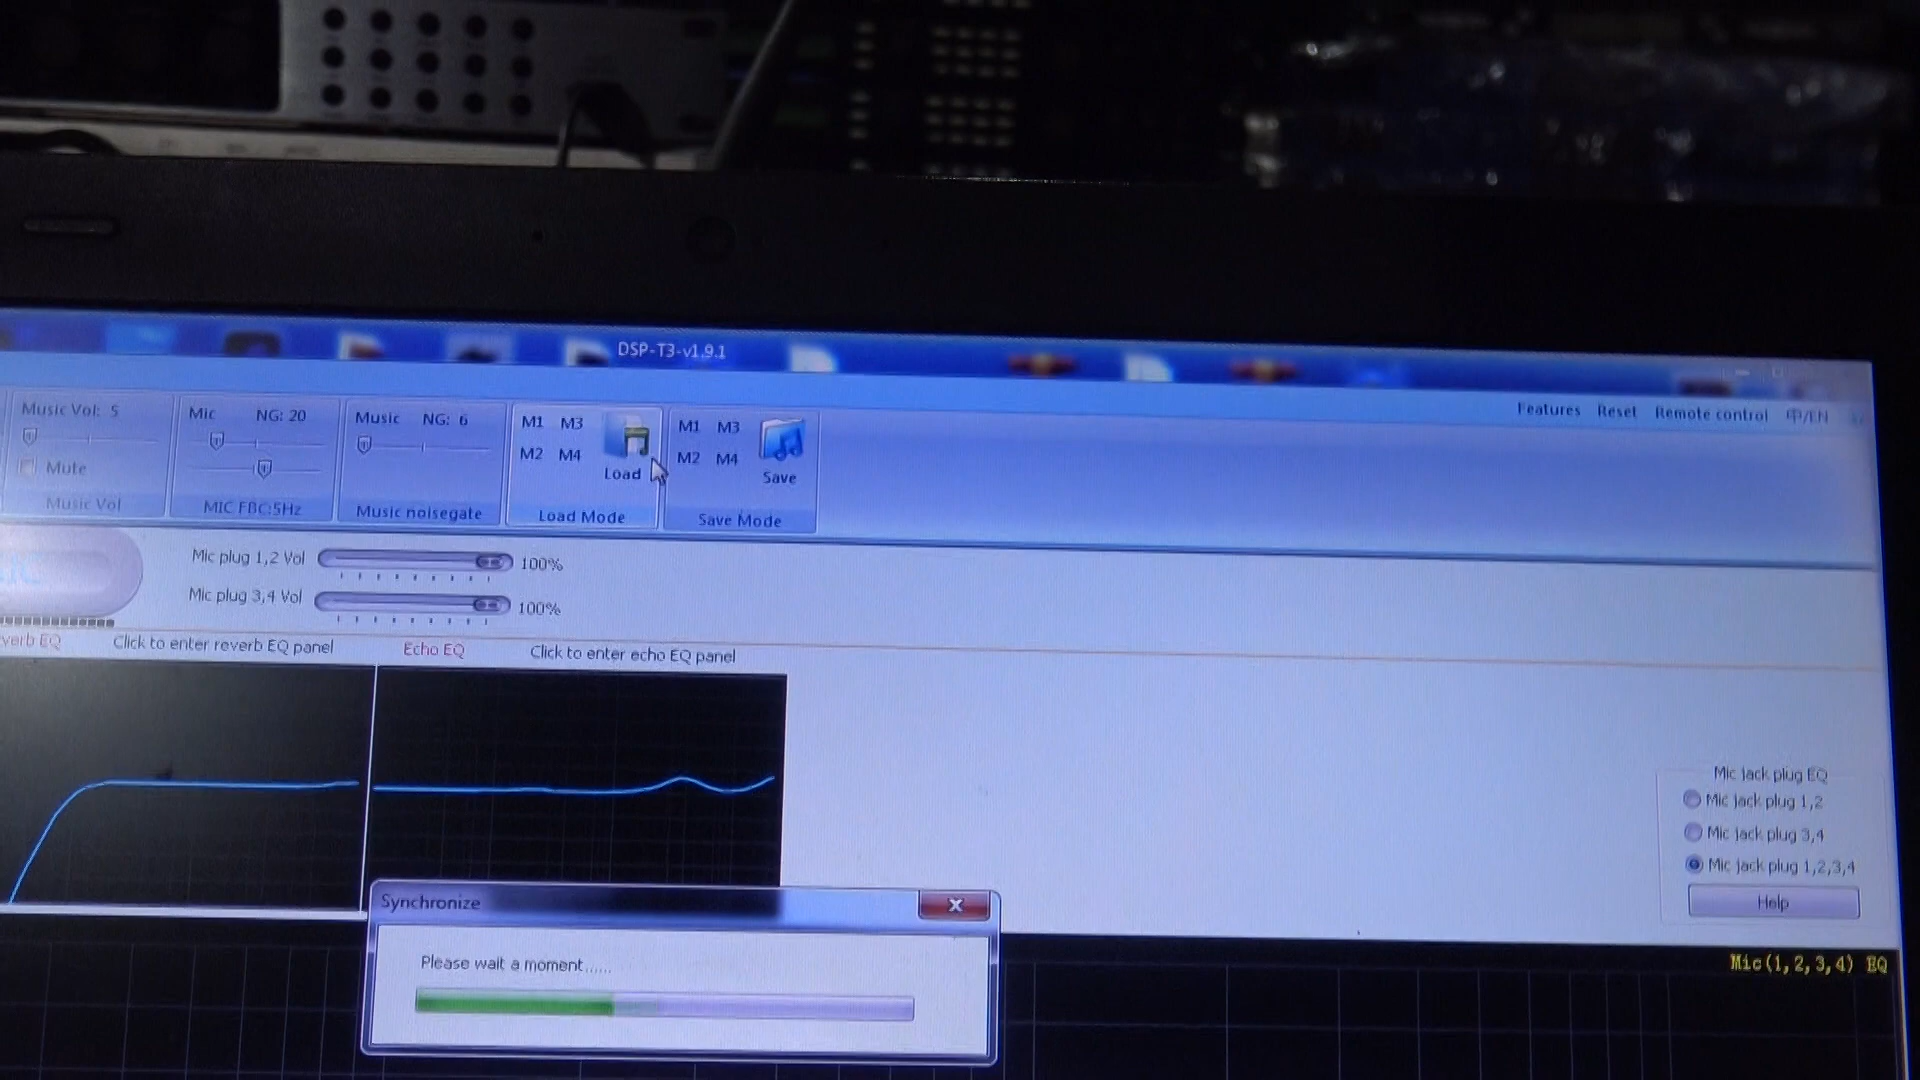 DSP-T3-v1.9.1
Features Reset Remote control 中/EN
Music Vol: 5
Mute
Music Vol
Mic NG: 20
MIC FBC:5Hz
Music NG: 6
Music noisegate
M1 M3
M2 M4
Load
Load Mode
M1 M3
M2 M4
Save
Save Mode
Mic plug 1,2 Vol 100%
Mic plug 3,4 Vol 100%
verb EQ Click to enter reverb EQ panel Echo EQ Click to enter echo EQ panel
Mic jack plug EQ
Mic jack plug 1,2
Mic jack plug 3,4
Mic jack plug 1,2,3,4
Help
Synchronize
Please wait a moment......
Mic(1,2,3,4) EQ